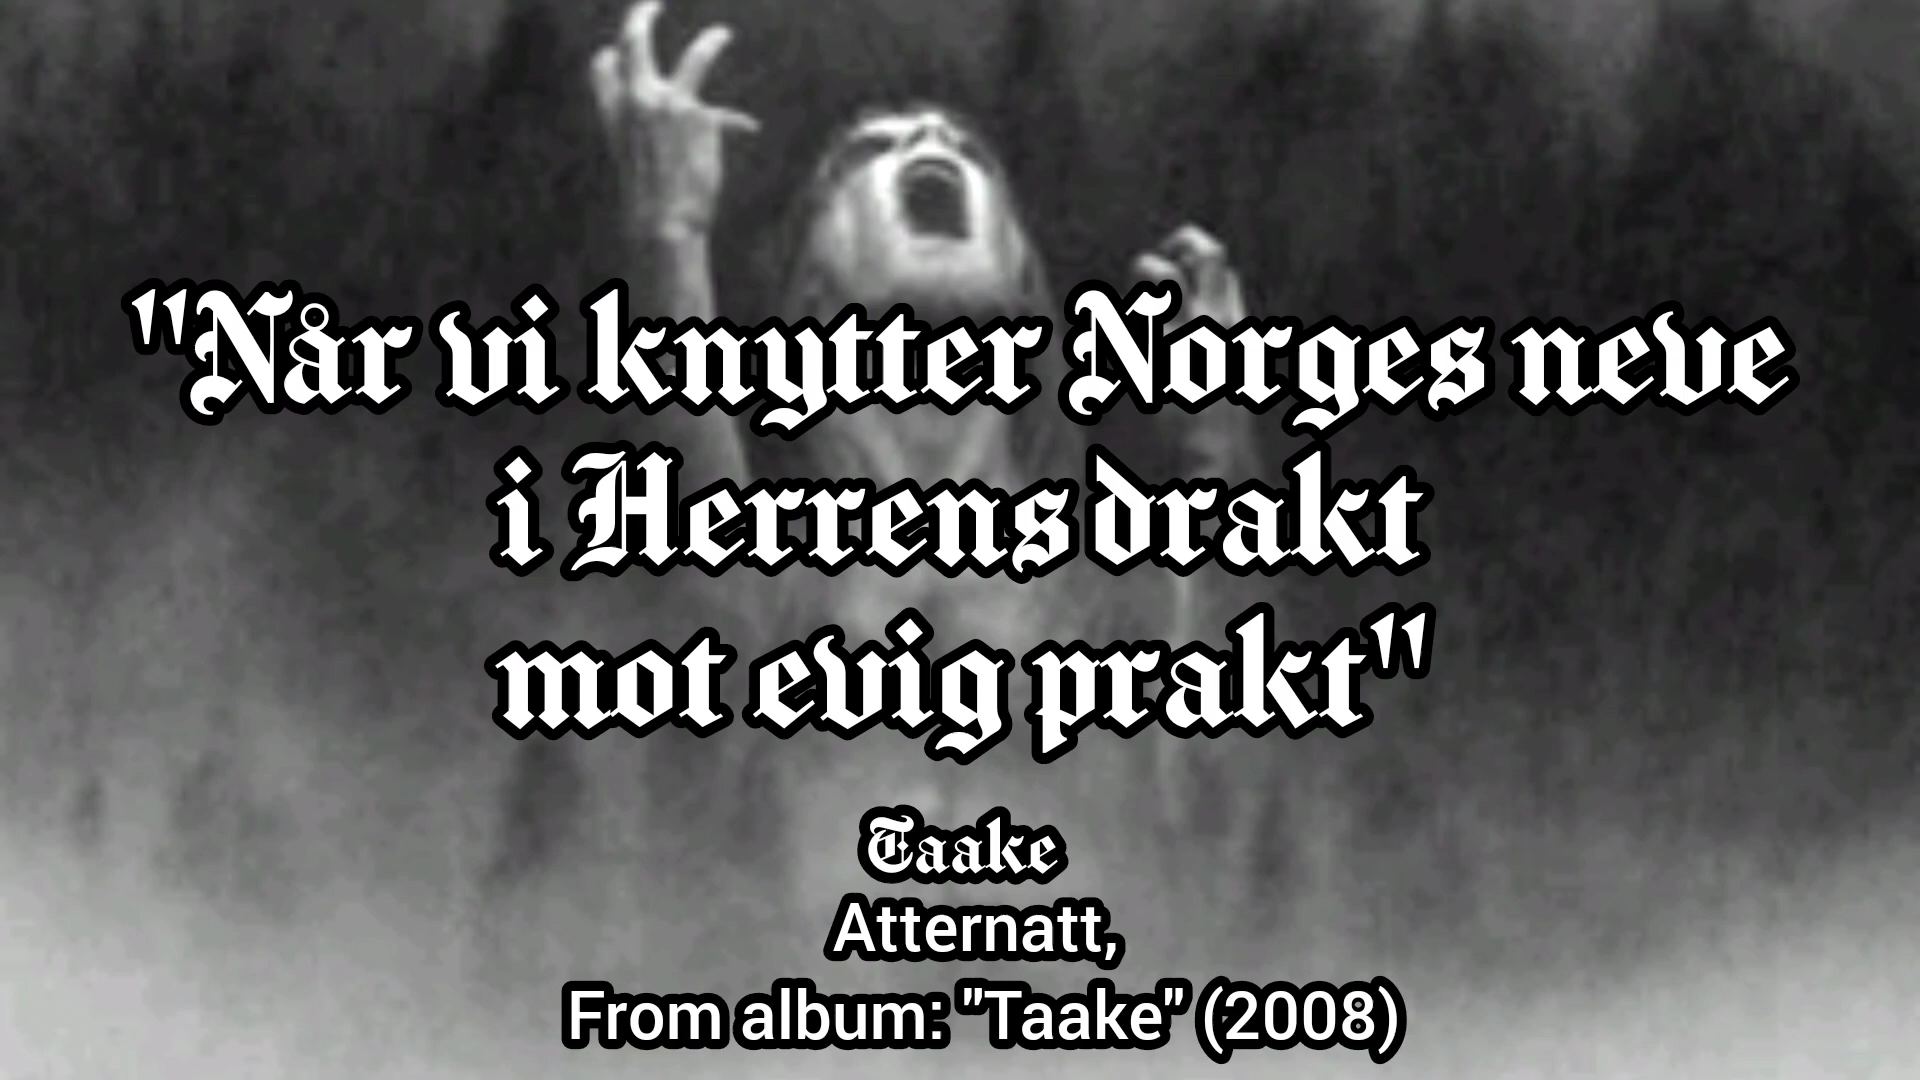 "Når vi knytter Norges neve
i Herrens drakt
mot evig prakt"
Taake
Atternatt,
From album: "Taake" (2008)